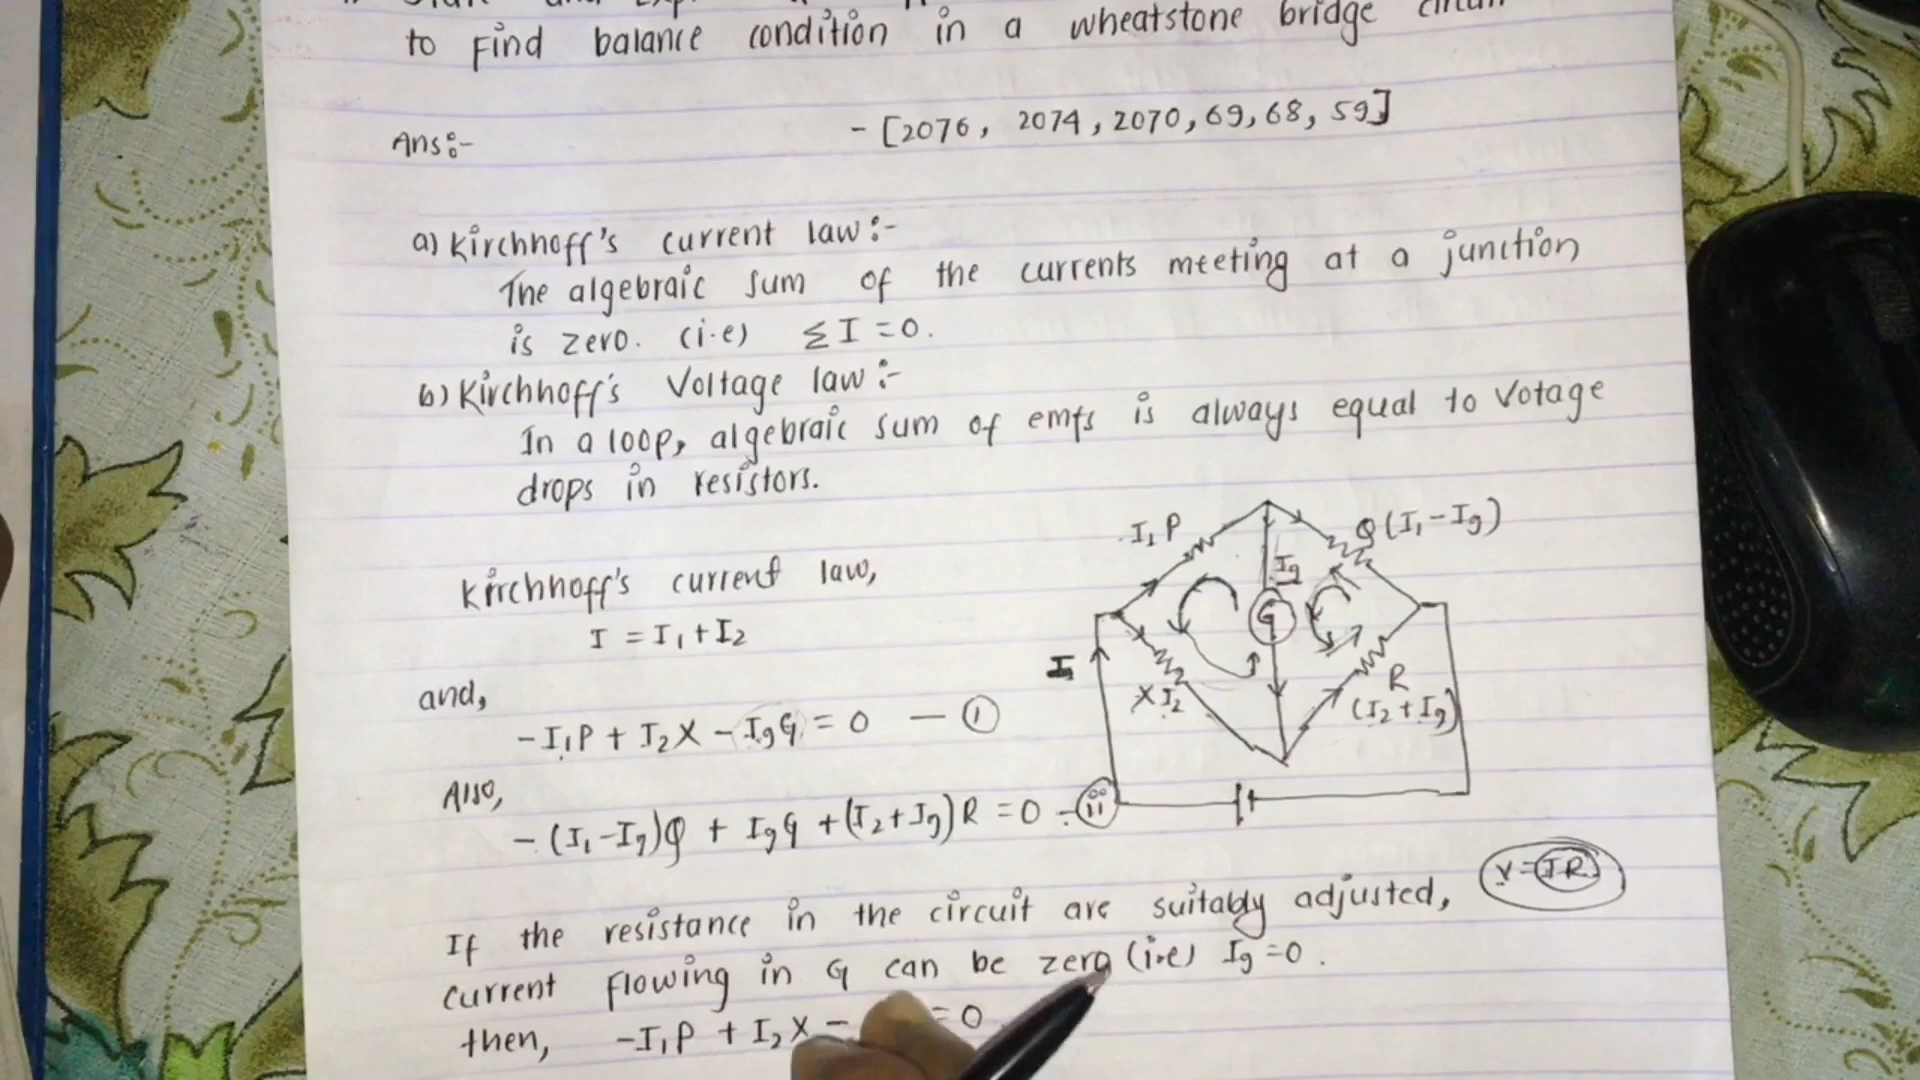 to find balance condition in a wheatstone bridge
- [2076, 2074, 2070, 69, 68, 59]
Ans:-
a) Kirchhoff's current law:-
The algebraic sum of the currents meeting at a junction
is zero. (i.e) ΣI = 0.
b) Kirchhoff's Voltage law:-
In a loop, algebraic sum of emfs is always equal to Votage
drops in resistors.
I₁ P
Q (I₁ - Ig)
Ig
G
I
X I₂
R
(I₂ + Ig)
Kirchhoff's current law,
I = I₁ + I₂
and,
-I₁P + I₂X - IgG = 0 — (i)
Also,
- (I₁ - Ig)Q + IgG + (I₂ + Ig)R = 0 - (ii)
V = IR
If the resistance in the circuit are suitably adjusted,
current flowing in G can be zero (i.e) Ig = 0.
then, -I₁P + I₂X - = 0